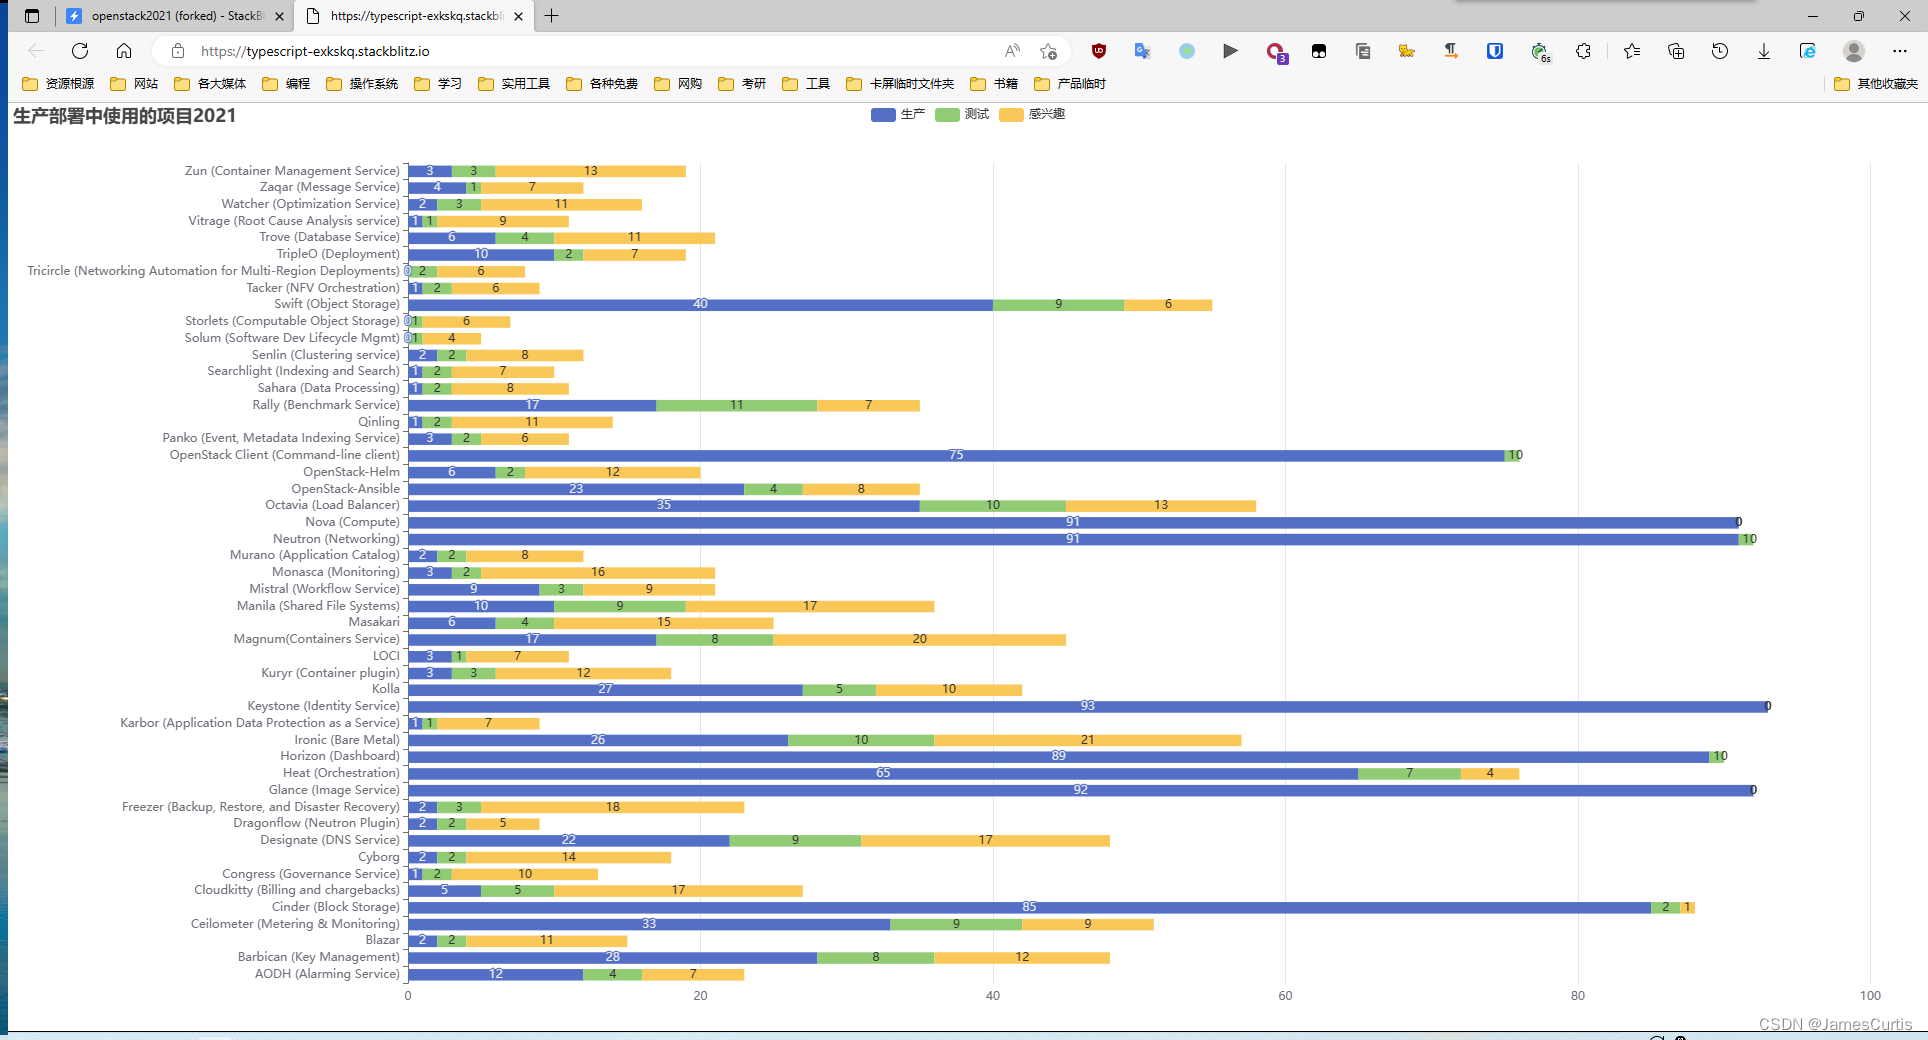 openstack2021 (forked) - StackBl
https://typescript-exkskq.stackbl
https://typescript-exkskq.stackblitz.io
3
6s
资源根源 网站 各大媒体 编程 操作系统 学习 实用工具 各种免费 网购 考研 工具 卡屏临时文件夹 书籍 产品临时 其他收藏夹
生产部署中使用的项目2021
生产 测试 感兴趣
Zun (Container Management Service) 3 3 13
Zaqar (Message Service) 4 1 7
Watcher (Optimization Service) 2 3 11
Vitrage (Root Cause Analysis service) 1 1 9
Trove (Database Service) 6 4 11
TripleO (Deployment) 10 2 7
Tricircle (Networking Automation for Multi-Region Deployments) 0 2 6
Tacker (NFV Orchestration) 1 2 6
Swift (Object Storage) 40 9 6
Storlets (Computable Object Storage) 0 1 6
Solum (Software Dev Lifecycle Mgmt) 0 1 4
Senlin (Clustering service) 2 2 8
Searchlight (Indexing and Search) 1 2 7
Sahara (Data Processing) 1 2 8
Rally (Benchmark Service) 17 11 7
Qinling 1 2 11
Panko (Event, Metadata Indexing Service) 3 2 6
OpenStack Client (Command-line client) 75 1 0
OpenStack-Helm 6 2 12
OpenStack-Ansible 23 4 8
Octavia (Load Balancer) 35 10 13
Nova (Compute) 91 0
Neutron (Networking) 91 1 0
Murano (Application Catalog) 2 2 8
Monasca (Monitoring) 3 2 16
Mistral (Workflow Service) 9 3 9
Manila (Shared File Systems) 10 9 17
Masakari 6 4 15
Magnum(Containers Service) 17 8 20
LOCI 3 1 7
Kuryr (Container plugin) 3 3 12
Kolla 27 5 10
Keystone (Identity Service) 93 0
Karbor (Application Data Protection as a Service) 1 1 7
Ironic (Bare Metal) 26 10 21
Horizon (Dashboard) 89 1 0
Heat (Orchestration) 65 7 4
Glance (Image Service) 92 0
Freezer (Backup, Restore, and Disaster Recovery) 2 3 18
Dragonflow (Neutron Plugin) 2 2 5
Designate (DNS Service) 22 9 17
Cyborg 2 2 14
Congress (Governance Service) 1 2 10
Cloudkitty (Billing and chargebacks) 5 5 17
Cinder (Block Storage) 85 2 1
Ceilometer (Metering & Monitoring) 33 9 9
Blazar 2 2 11
Barbican (Key Management) 28 8 12
AODH (Alarming Service) 12 4 7
0 20 40 60 80 100
CSDN @JamesCurtis